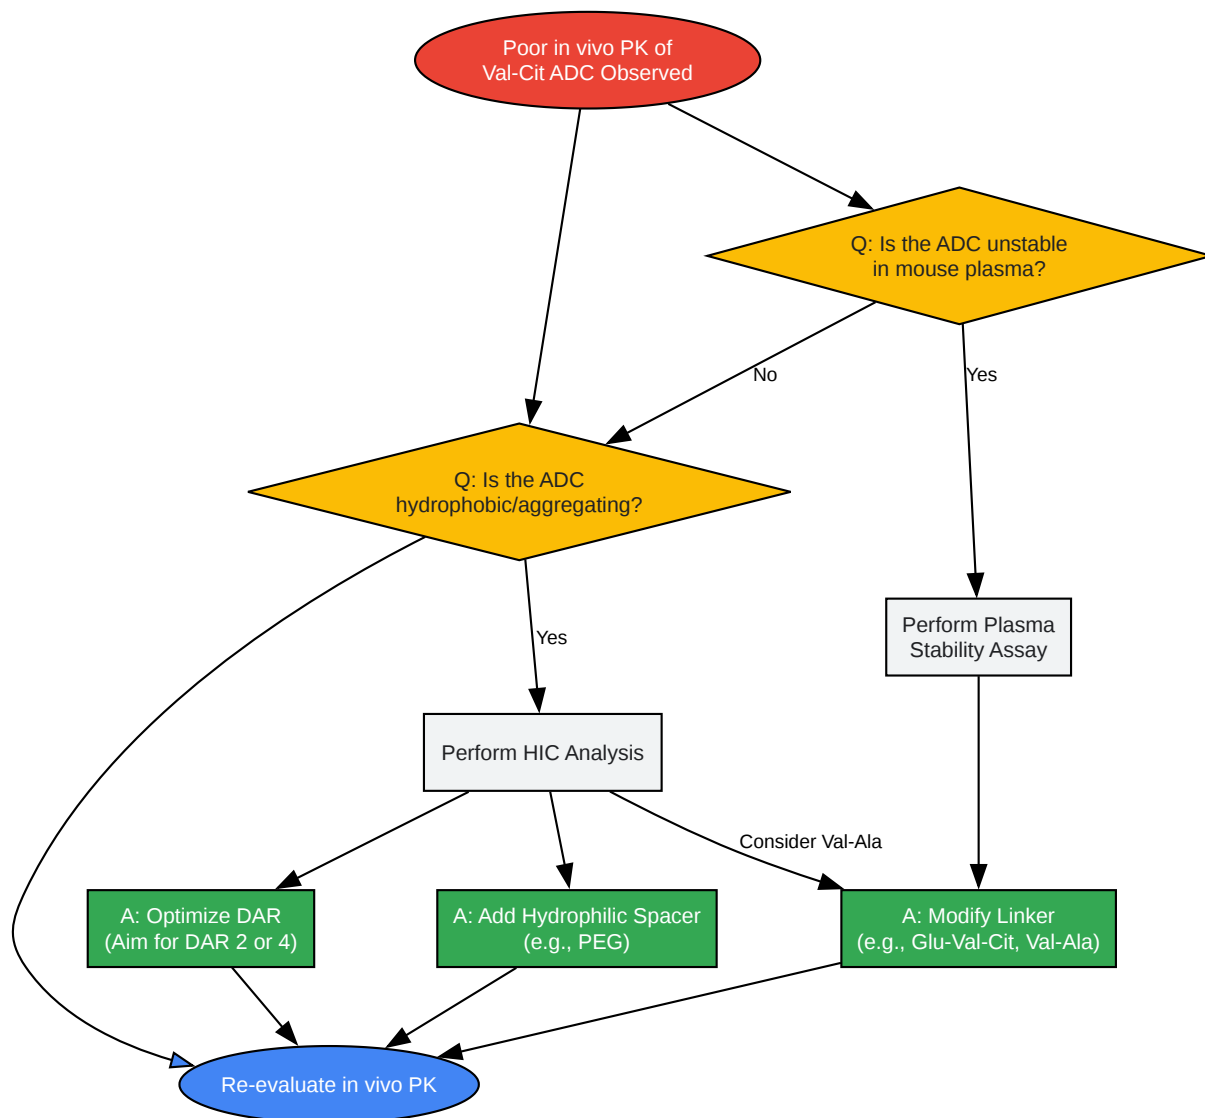 Poor in vivo PK of
Val-Cit ADC Observed
Q: Is the ADC unstable
in mouse plasma?
No
Yes
Q: Is the ADC
hydrophobic/aggregating?
Yes
Perform Plasma
Stability Assay
Perform HIC Analysis
Consider Val-Ala
A: Optimize DAR
(Aim for DAR 2 or 4)
A: Add Hydrophilic Spacer
(e.g., PEG)
A: Modify Linker
(e.g., Glu-Val-Cit, Val-Ala)
Re-evaluate in vivo PK